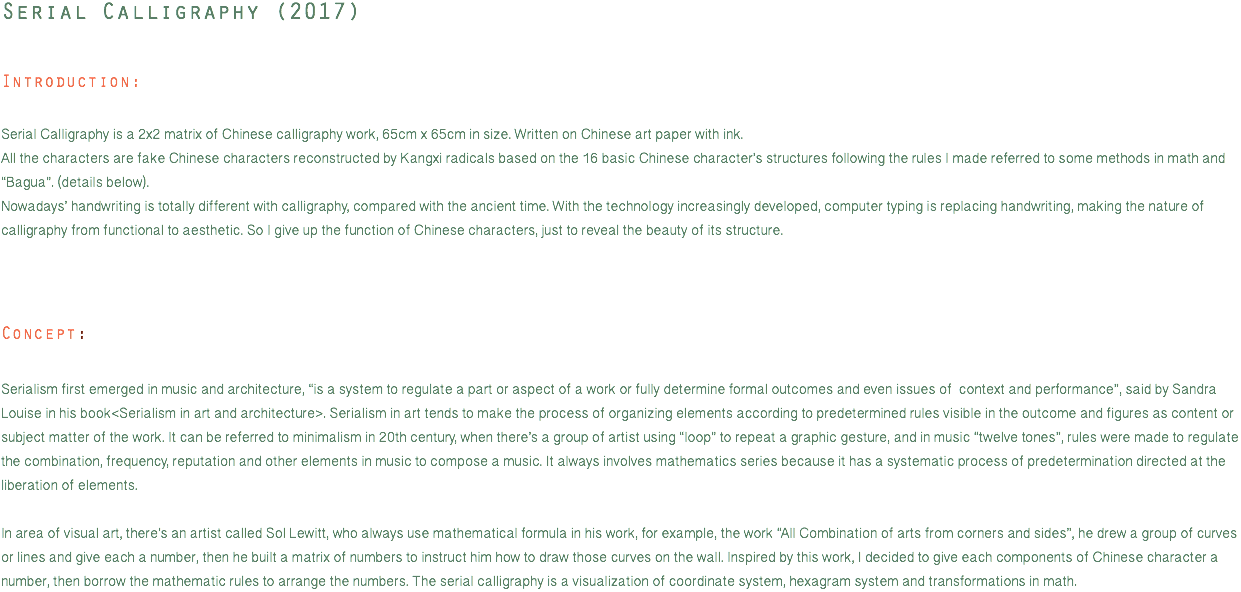 Serial Calligraphy (2017)
Introduction:
Serial Calligraphy is a 2x2 matrix of Chinese calligraphy work, 65cm x 65cm in size. Written on Chinese art paper with ink.
All the characters are fake Chinese characters reconstructed by Kangxi radicals based on the 16 basic Chinese character's structures following the rules I made referred to some methods in math and
“Bagua”. (details below).
Nowadays’ handwriting is totally different with calligraphy, compared with the ancient time. With the technology increasingly developed, computer typing is replacing handwriting, making the nature of
calligraphy from functional to aesthetic. So I give up the function of Chinese characters, just to reveal the beauty of its structure.
Concept:
Serialism first emerged in music and architecture, “is a system to regulate a part or aspect of a work or fully determine formal outcomes and even issues of  context and performance”, said by Sandra
Louise in his book<Serialism in art and architecture>. Serialism in art tends to make the process of organizing elements according to predetermined rules visible in the outcome and figures as content or
subject matter of the work. It can be referred to minimalism in 20th century, when there’s a group of artist using “loop” to repeat a graphic gesture, and in music “twelve tones”, rules were made to regulate
the combination, frequency, reputation and other elements in music to compose a music. It always involves mathematics series because it has a systematic process of predetermination directed at the
liberation of elements.
In area of visual art, there's an artist called Sol Lewitt, who always use mathematical formula in his work, for example, the work “All Combination of arts from corners and sides”, he drew a group of curves
or lines and give each a number, then he built a matrix of numbers to instruct him how to draw those curves on the wall. Inspired by this work, I decided to give each components of Chinese character a
number, then borrow the mathematic rules to arrange the numbers. The serial calligraphy is a visualization of coordinate system, hexagram system and transformations in math.